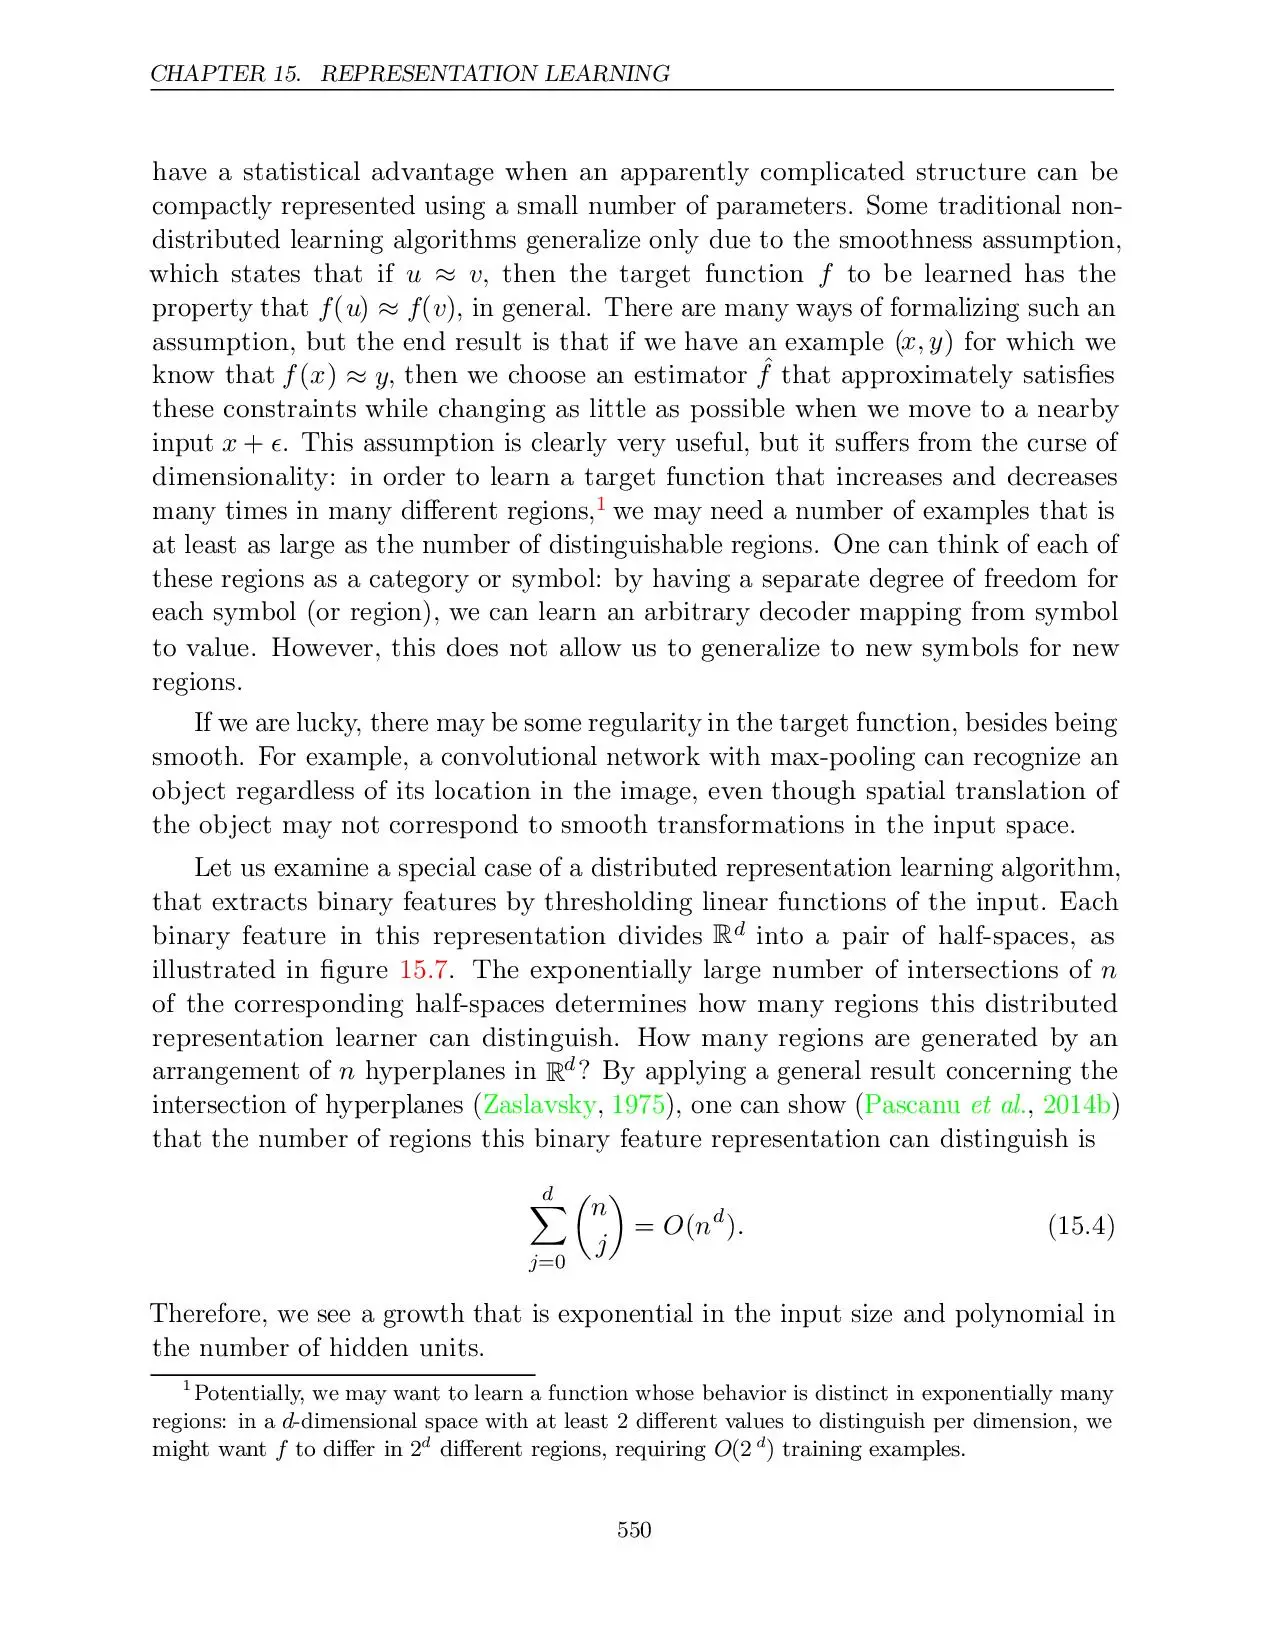 CHAPTER 15. REPRESENTATION LEARNING
have a statistical advantage when an apparently complicated structure can be
compactly represented using a small number of parameters. Some traditional non-
distributed learning algorithms generalize only due to the smoothness assumption,
which states that if u ≈ v, then the target function f to be learned has the
property that f(u) ≈ f(v), in general. There are many ways of formalizing such an
assumption, but the end result is that if we have an example (x, y) for which we
know that f(x) ≈ y, then we choose an estimator f̂ that approximately satisfies
these constraints while changing as little as possible when we move to a nearby
input x + ϵ. This assumption is clearly very useful, but it suffers from the curse of
dimensionality: in order to learn a target function that increases and decreases
many times in many different regions,¹ we may need a number of examples that is
at least as large as the number of distinguishable regions. One can think of each of
these regions as a category or symbol: by having a separate degree of freedom for
each symbol (or region), we can learn an arbitrary decoder mapping from symbol
to value. However, this does not allow us to generalize to new symbols for new
regions.
If we are lucky, there may be some regularity in the target function, besides being
smooth. For example, a convolutional network with max-pooling can recognize an
object regardless of its location in the image, even though spatial translation of
the object may not correspond to smooth transformations in the input space.
Let us examine a special case of a distributed representation learning algorithm,
that extracts binary features by thresholding linear functions of the input. Each
binary feature in this representation divides ℝᵈ into a pair of half-spaces, as
illustrated in figure 15.7. The exponentially large number of intersections of n
of the corresponding half-spaces determines how many regions this distributed
representation learner can distinguish. How many regions are generated by an
arrangement of n hyperplanes in ℝᵈ? By applying a general result concerning the
intersection of hyperplanes (Zaslavsky, 1975), one can show (Pascanu et al., 2014b)
that the number of regions this binary feature representation can distinguish is
∑_{j=0}^{d} (n j) = O(nᵈ). (15.4)
Therefore, we see a growth that is exponential in the input size and polynomial in
the number of hidden units.
¹Potentially, we may want to learn a function whose behavior is distinct in exponentially many
regions: in a d-dimensional space with at least 2 different values to distinguish per dimension, we
might want f to differ in 2ᵈ different regions, requiring O(2ᵈ) training examples.
550